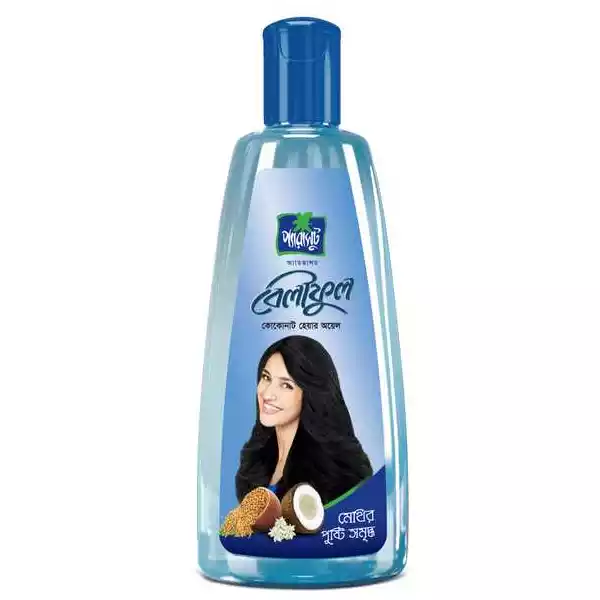 প্যারাসুট
অ্যাডভান্সড
বেলীফুল
কোকোনাট হেয়ার অয়েল
মেথির
পুষ্টি সমৃদ্ধ